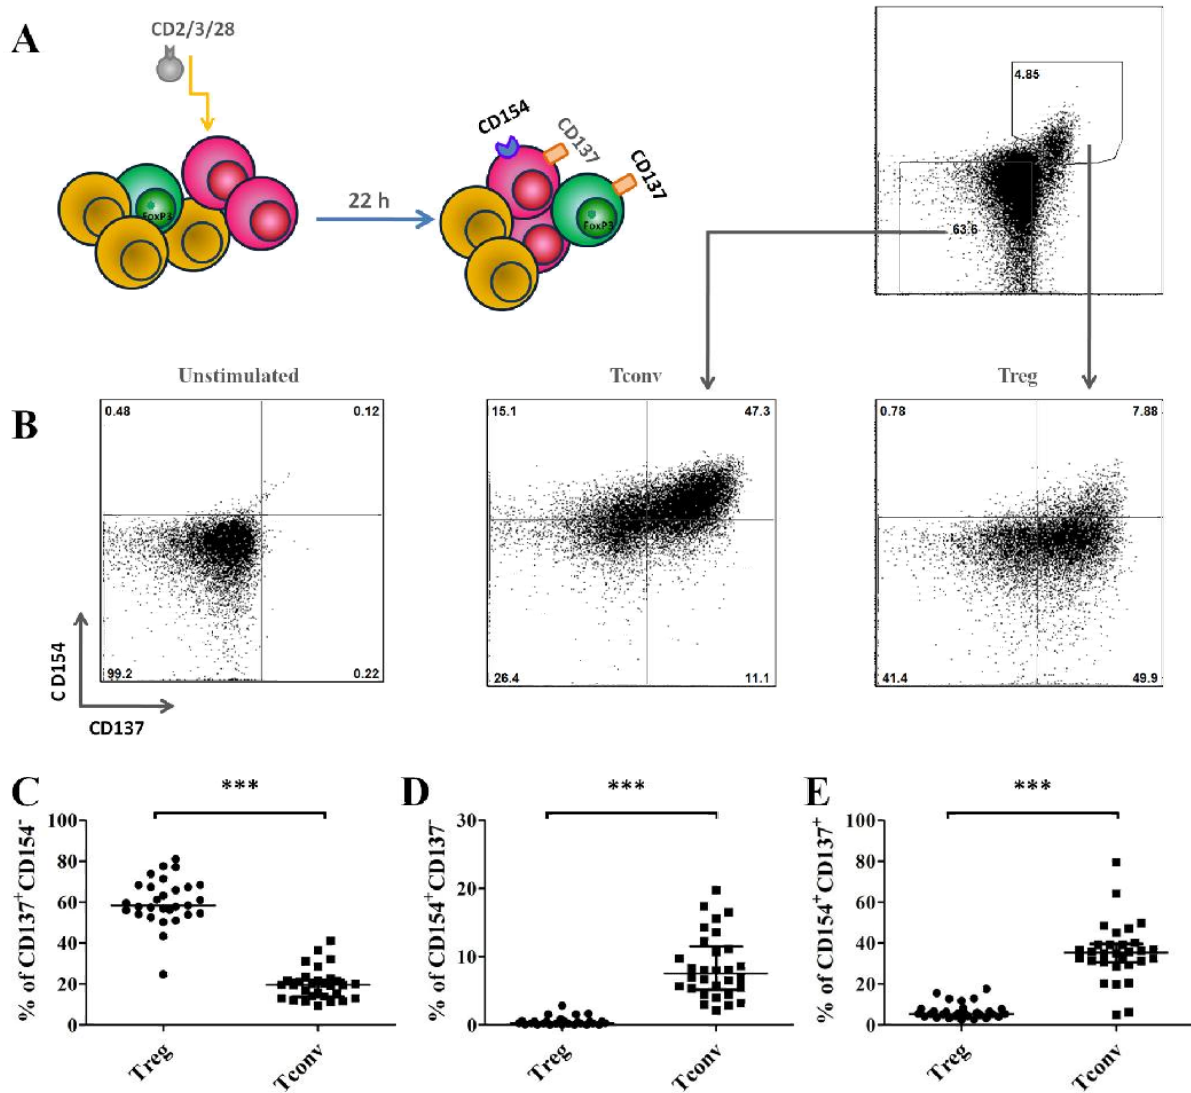 A
CD2/3/28
FoxP3
22 h
CD154
CD137
CD137
FoxP3
4.85
63.6
B
Unstimulated
Tconv
Treg
0.48
0.12
99.2
0.22
15.1
47.3
26.4
11.1
0.78
7.88
41.4
49.9
CD154
CD137
C
***
% of CD137+CD154-
100
80
60
40
20
0
Treg
Tconv
D
***
% of CD154+CD137-
30
20
10
0
Treg
Tconv
E
***
% of CD154+CD137+
100
80
60
40
20
0
Treg
Tconv